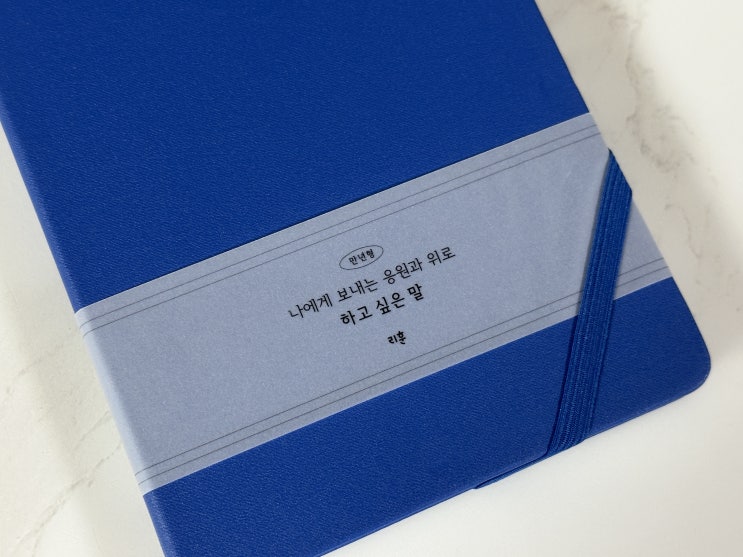 만년형
나에게 보내는 응원과 위로
하고 싶은 말
리훈